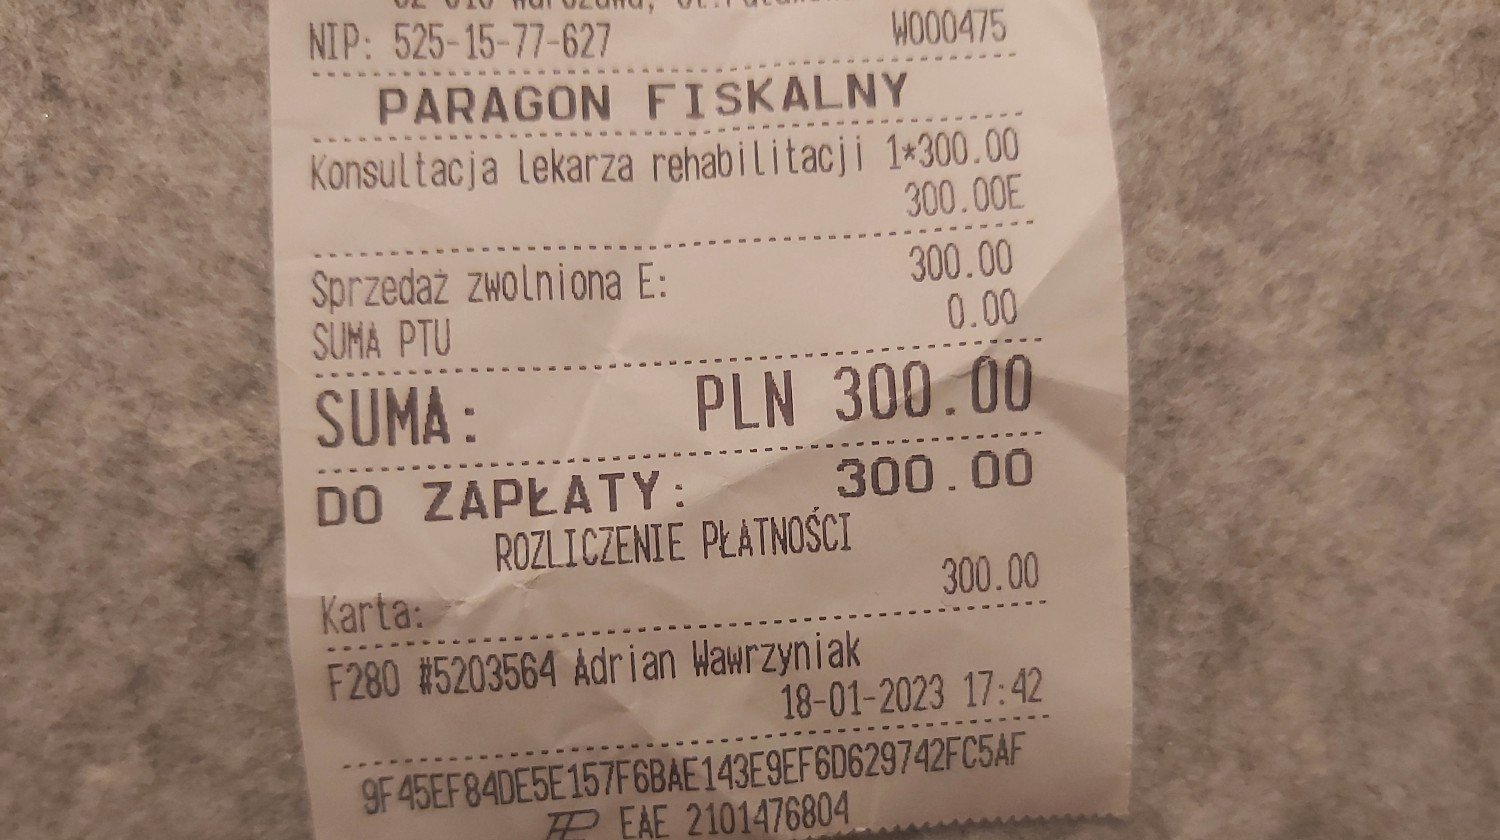 NIP: 525-15-77-627 W000475
PARAGON FISKALNY
Konsultacja lekarza rehabilitacji 1*300.00
300.00E
Sprzedaż zwolniona E: 300.00
SUMA PTU 0.00
SUMA: PLN 300.00
DO ZAPŁATY: 300.00
ROZLICZENIE PŁATNOŚCI
Karta: 300.00
F280 #5203564 Adrian Wawrzyniak
18-01-2023 17:42
9F45EF84DE5E157F6BAE143E9EF6D629742FC5AF
EAE 2101476804